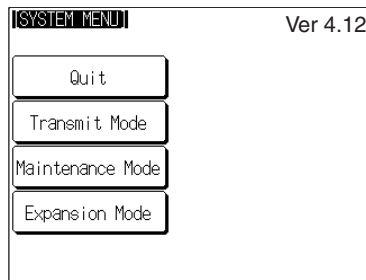 [SYSTEM MENU]
Ver 4.12
Quit
Transmit Mode
Maintenance Mode
Expansion Mode